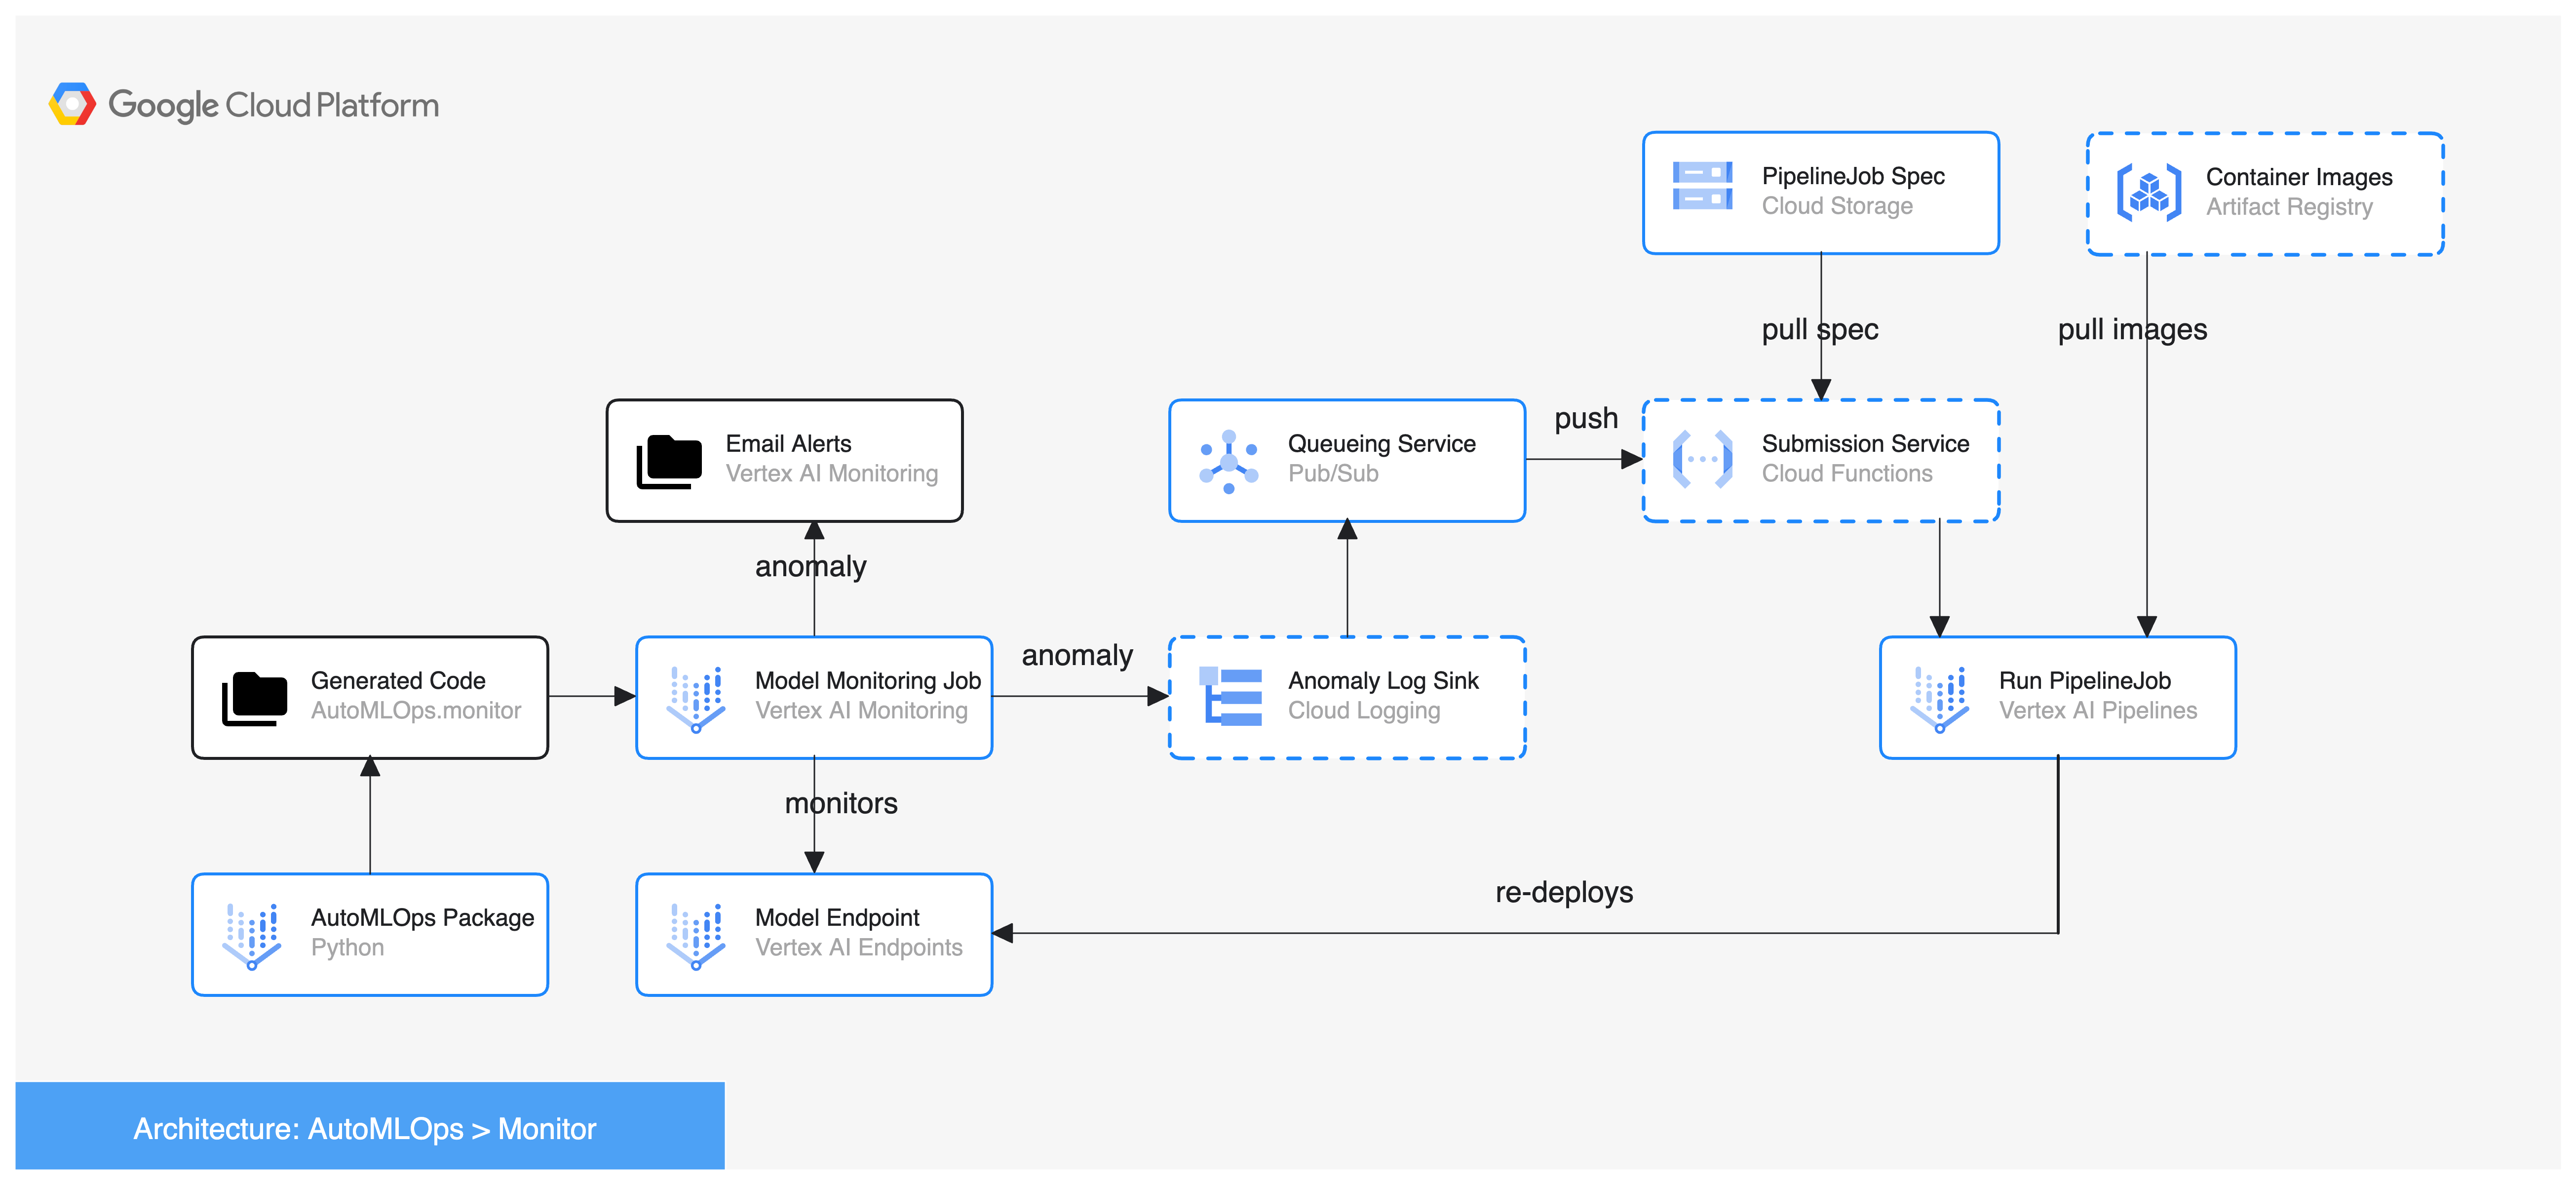 Google Cloud Platform
PipelineJob Spec
Cloud Storage
Container Images
Artifact Registry
pull spec
pull images
Email Alerts
Vertex AI Monitoring
Queueing Service
Pub/Sub
push
Submission Service
Cloud Functions
anomaly
Generated Code
AutoMLOps.monitor
Model Monitoring Job
Vertex AI Monitoring
anomaly
Anomaly Log Sink
Cloud Logging
Run PipelineJob
Vertex AI Pipelines
monitors
AutoMLOps Package
Python
Model Endpoint
Vertex AI Endpoints
re-deploys
Architecture: AutoMLOps > Monitor